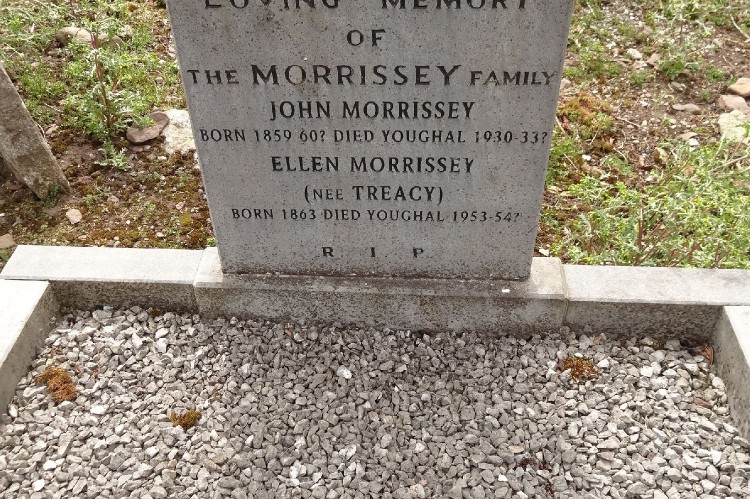 LOVING MEMORY
OF
THE MORRISSEY FAMILY
JOHN MORRISSEY
BORN 1859 60? DIED YOUGHAL 1930-33?
ELLEN MORRISSEY
(NEE TREACY)
BORN 1863 DIED YOUGHAL 1953-54?
R I P